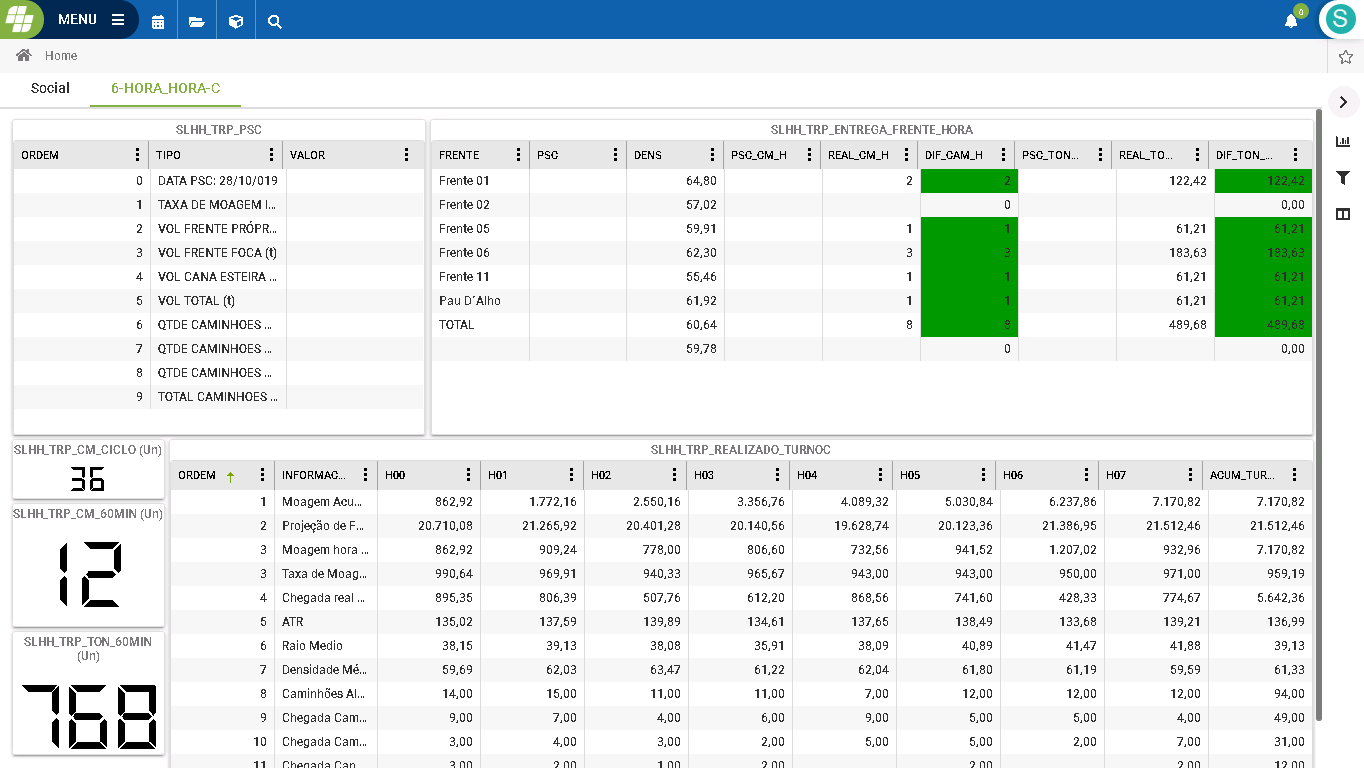 MENU
0
S
Home
Social 6-HORA_HORA-C
SLHH_TRP_PSC
ORDEM TIPO VALOR
0 DATA PSC: 28/10/019
1 TAXA DE MOAGEM I...
2 VOL FRENTE PRÓPR...
3 VOL FRENTE FOCA (t)
4 VOL CANA ESTEIRA ...
5 VOL TOTAL (t)
6 QTDE CAMINHOES ...
7 QTDE CAMINHOES ...
8 QTDE CAMINHOES ...
9 TOTAL CAMINHOES ...
SLHH_TRP_ENTREGA_FRENTE_HORA
FRENTE PSC DENS PSC_CM_H REAL_CM_H DIF_CAM_H PSC_TON... REAL_TO... DIF_TON_...
Frente 01 64,80 2 2 122,42 122,42
Frente 02 57,02 0 0,00
Frente 05 59,91 1 1 61,21 61,21
Frente 06 62,30 3 3 183,63 183,63
Frente 11 55,46 1 1 61,21 61,21
Pau D´Alho 61,92 1 1 61,21 61,21
TOTAL 60,64 8 8 489,68 489,68
59,78 0 0,00
SLHH_TRP_CM_CICLO (Un)
36
SLHH_TRP_CM_60MIN (Un)
12
SLHH_TRP_TON_60MIN
(Un)
768
SLHH_TRP_REALIZADO_TURNOC
ORDEM INFORMAC... H00 H01 H02 H03 H04 H05 H06 H07 ACUM_TUR...
1 Moagem Acu... 862,92 1.772,16 2.550,16 3.356,76 4.089,32 5.030,84 6.237,86 7.170,82 7.170,82
2 Projeção de F... 20.710,08 21.265,92 20.401,28 20.140,56 19.628,74 20.123,36 21.386,95 21.512,46 21.512,46
3 Moagem hora ... 862,92 909,24 778,00 806,60 732,56 941,52 1.207,02 932,96 7.170,82
3 Taxa de Moag... 990,64 969,91 940,33 965,67 943,00 943,00 950,00 971,00 959,19
4 Chegada real ... 895,35 806,39 507,76 612,20 868,56 741,60 428,33 774,67 5.642,36
5 ATR 135,02 137,59 139,89 134,61 137,65 138,49 133,68 139,21 136,99
6 Raio Medio 38,15 39,13 38,08 35,91 38,09 40,89 41,47 41,88 39,13
7 Densidade Mé... 59,69 62,03 63,47 61,22 62,04 61,80 61,19 59,59 61,33
8 Caminhões Al... 14,00 15,00 11,00 11,00 7,00 12,00 12,00 12,00 94,00
9 Chegada Cam... 9,00 7,00 4,00 6,00 9,00 5,00 5,00 4,00 49,00
10 Chegada Cam... 3,00 4,00 3,00 2,00 5,00 5,00 2,00 7,00 31,00
11 Chegada Can... 3,00 2,00 1,00 2,00 2,00 2,00 12,00